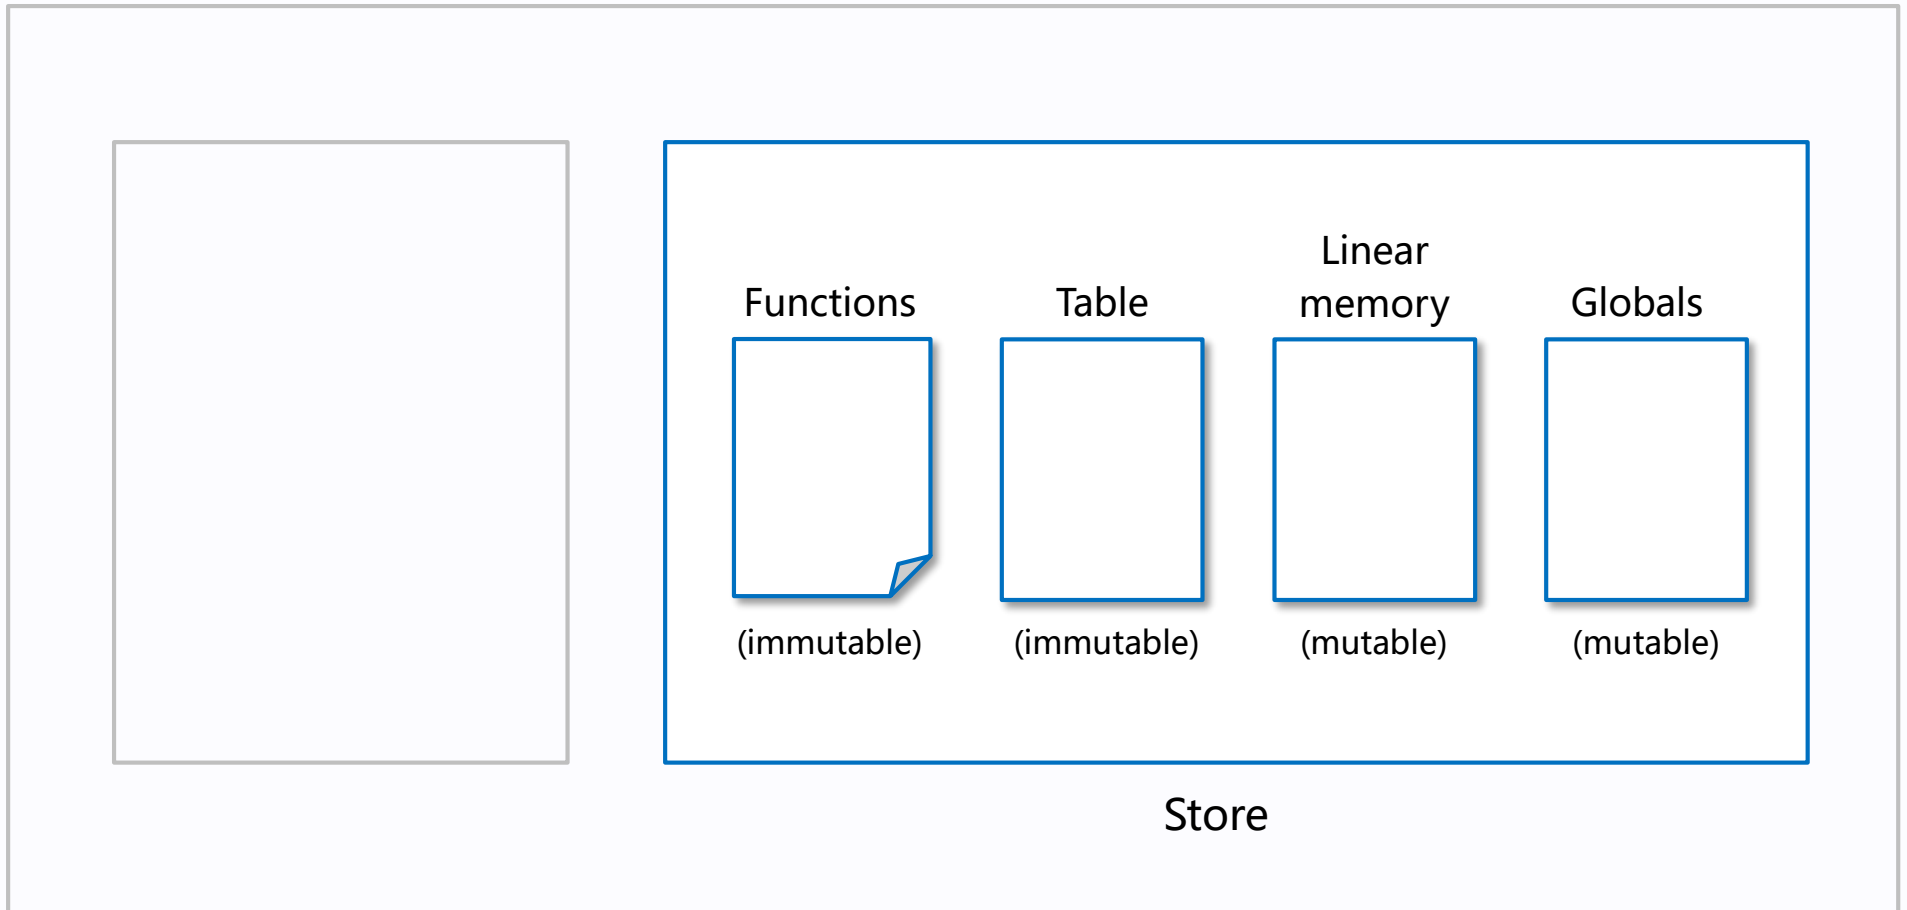 Functions
Table
Linear
memory
Globals
(immutable)
(immutable)
(mutable)
(mutable)
Store